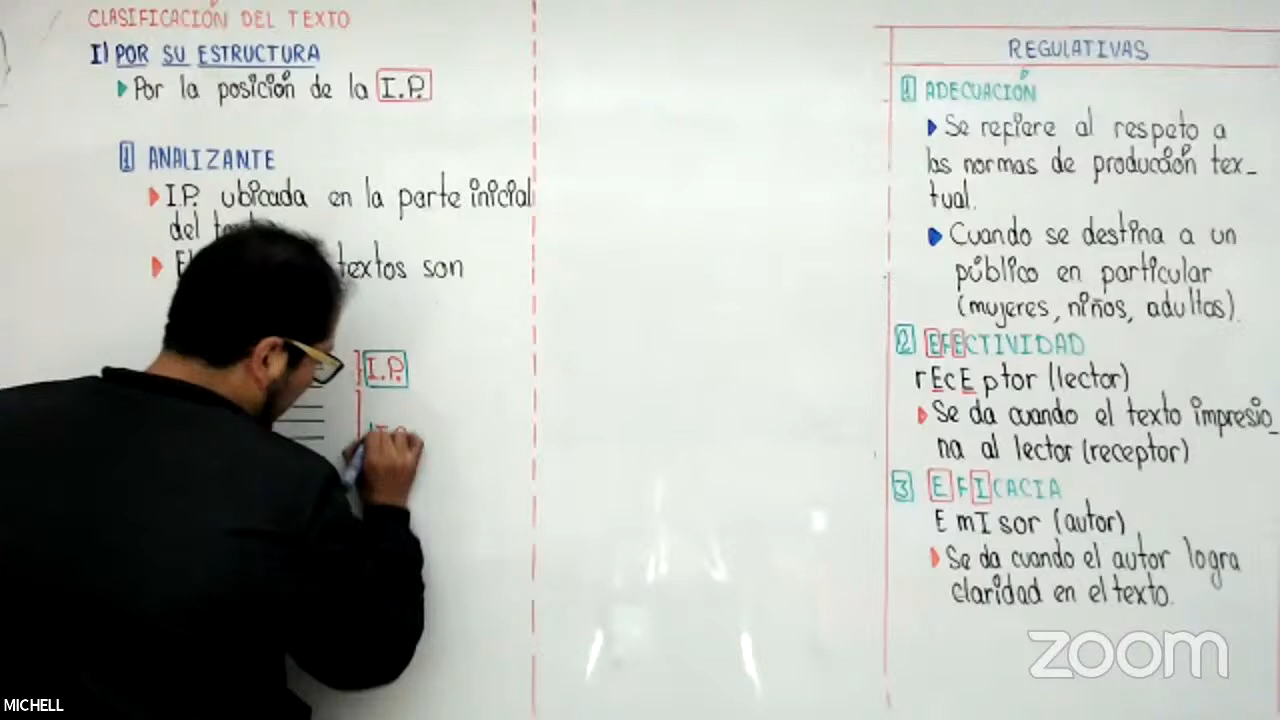 CLASIFICACIÓN DEL TEXTO
I) POR SU ESTRUCTURA
Por la posición de la I.P.
1 ANALIZANTE
I.P. ubicada en la parte inicial
del
textos son
I.P.
REGULATIVAS
1 ADECUACIÓN
Se refiere al respeto a
las normas de producción tex-
tual.
Cuando se destina a un
público en particular
(mujeres, niños, adultos).
2 EFECTIVIDAD
rEcEptor (lector)
Se da cuando el texto impresio-
na al lector (receptor)
3 EFICACIA
EmIsor (autor)
Se da cuando el autor logra
claridad en el texto.
zoom
MICHELL